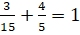 3/15 + 4/5 = 1